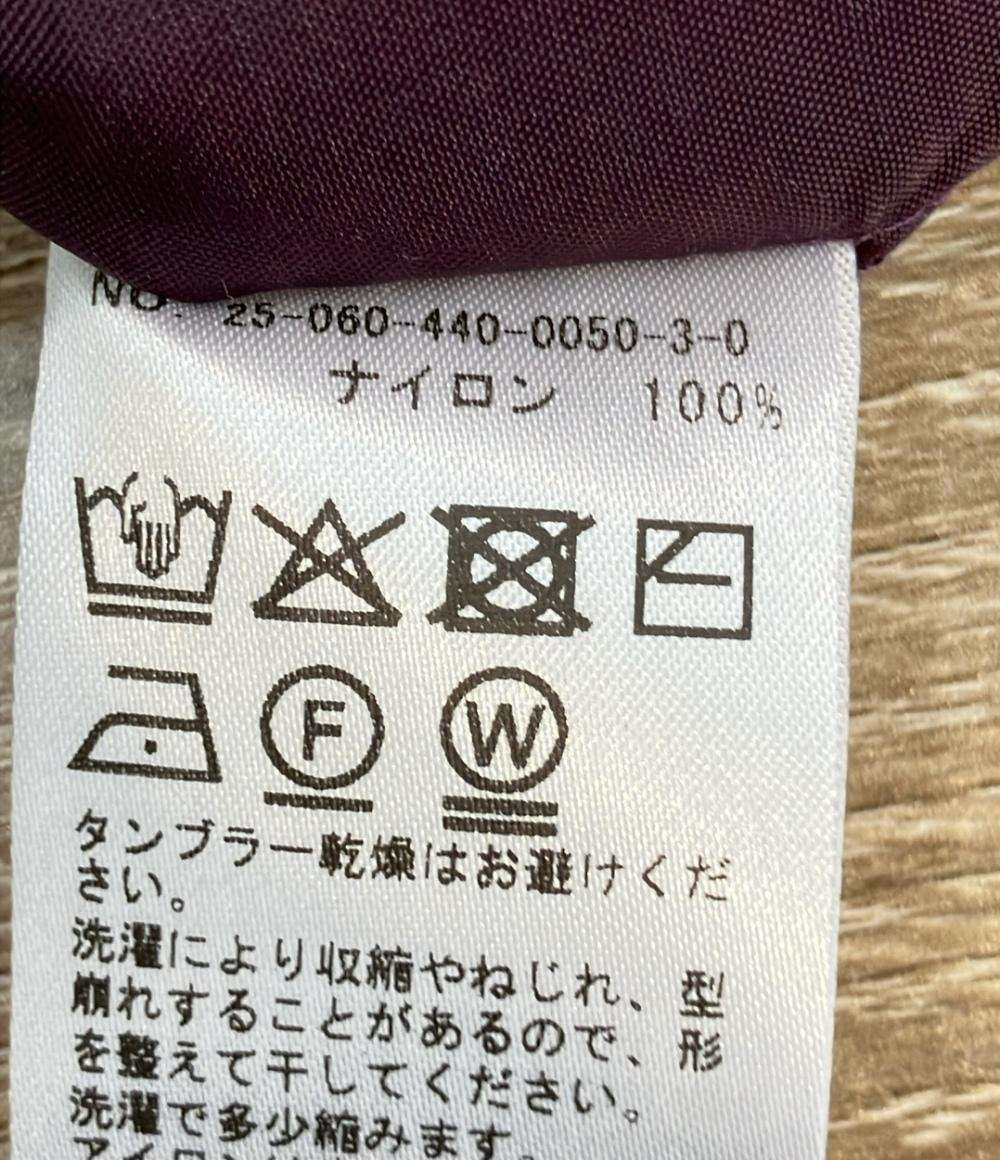 No. 25-060-440-0050-3-0
ナイロン 100%
F
W
タンブラー乾燥はお避けくだ
さい。
洗濯により収縮やねじれ、型
崩れすることがあるので、形
を整えて干してください。
洗濯で多少縮みます。